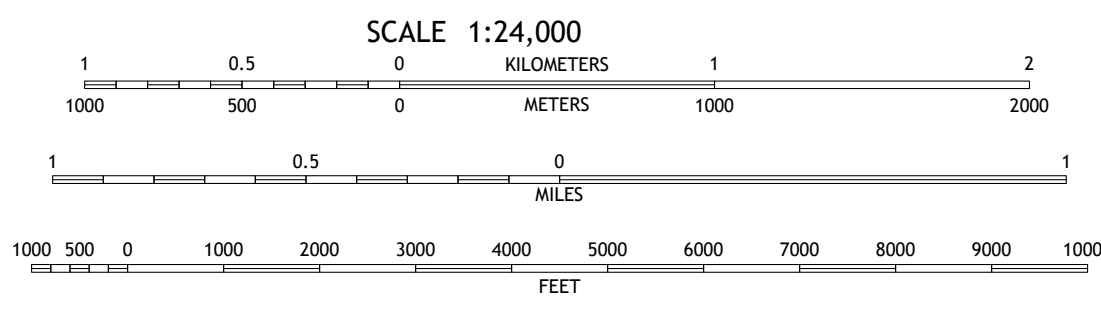 SCALE 1:24,000
1 0.5 0 KILOMETERS 1 2
1000 500 0 METERS 1000 2000
1 0.5 0 1
MILES
1000 500 0 1000 2000 3000 4000 5000 6000 7000 8000 9000 1000
FEET